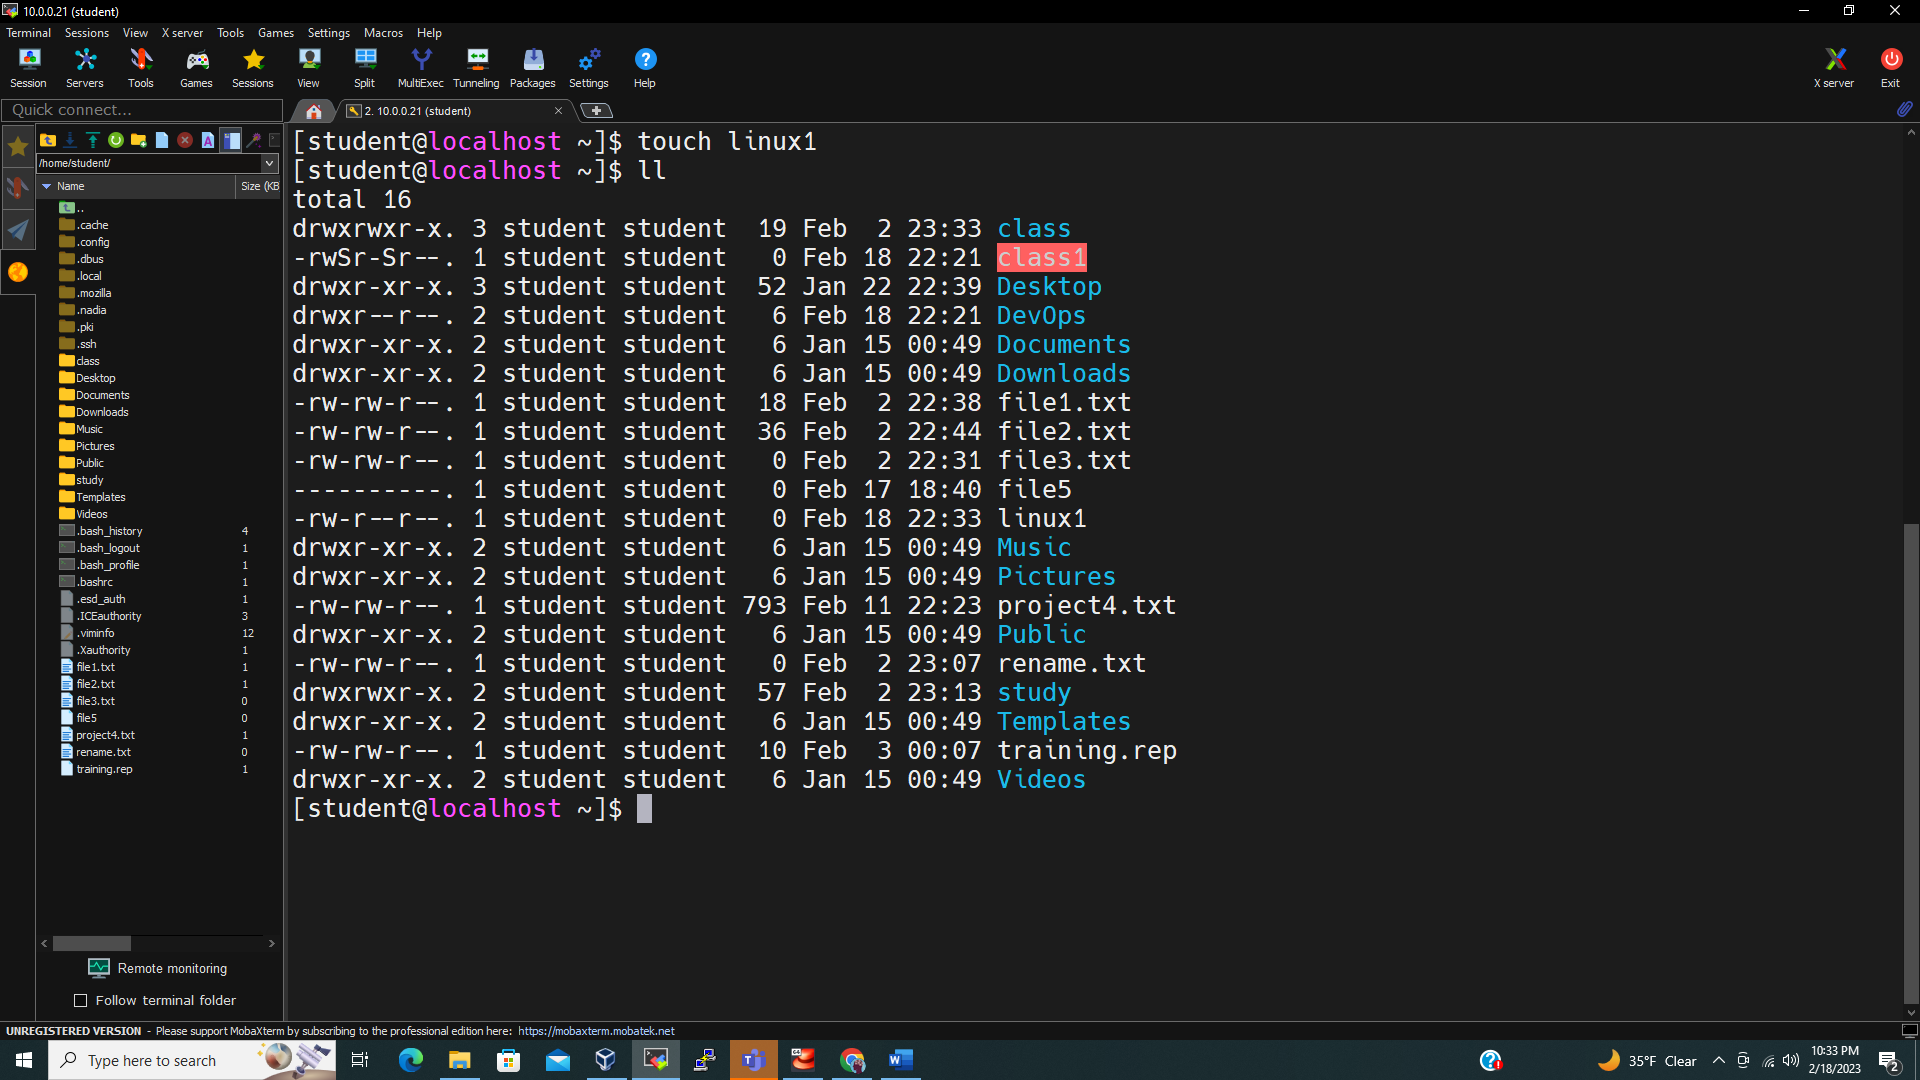 10.0.0.21 (student)
Terminal Sessions View X server Tools Games Settings Macros Help
Session Servers Tools Games Sessions View Split MultiExec Tunneling Packages Settings Help X server Exit
Quick connect...
2. 10.0.0.21 (student)
/home/student/
Name Size (KB
..
.cache
.config
.dbus
.local
.mozilla
.nadia
.pki
.ssh
class
Desktop
Documents
Downloads
Music
Pictures
Public
study
Templates
Videos
.bash_history 4
.bash_logout 1
.bash_profile 1
.bashrc 1
.esd_auth 1
.ICEauthority 3
.viminfo 12
.Xauthority 1
file1.txt 1
file2.txt 1
file3.txt 0
file5 0
project4.txt 1
rename.txt 0
training.rep 1
Remote monitoring
Follow terminal folder
[student@localhost ~]$ touch linux1
[student@localhost ~]$ ll
total 16
drwxrwxr-x. 3 student student  19 Feb  2 23:33 class
-rwSr-Sr--. 1 student student   0 Feb 18 22:21 class1
drwxr-xr-x. 3 student student  52 Jan 22 22:39 Desktop
drwxr--r--. 2 student student   6 Feb 18 22:21 DevOps
drwxr-xr-x. 2 student student   6 Jan 15 00:49 Documents
drwxr-xr-x. 2 student student   6 Jan 15 00:49 Downloads
-rw-rw-r--. 1 student student  18 Feb  2 22:38 file1.txt
-rw-rw-r--. 1 student student  36 Feb  2 22:44 file2.txt
-rw-rw-r--. 1 student student   0 Feb  2 22:31 file3.txt
----------. 1 student student   0 Feb 17 18:40 file5
-rw-r--r--. 1 student student   0 Feb 18 22:33 linux1
drwxr-xr-x. 2 student student   6 Jan 15 00:49 Music
drwxr-xr-x. 2 student student   6 Jan 15 00:49 Pictures
-rw-rw-r--. 1 student student 793 Feb 11 22:23 project4.txt
drwxr-xr-x. 2 student student   6 Jan 15 00:49 Public
-rw-rw-r--. 1 student student   0 Feb  2 23:07 rename.txt
drwxrwxr-x. 2 student student  57 Feb  2 23:13 study
drwxr-xr-x. 2 student student   6 Jan 15 00:49 Templates
-rw-rw-r--. 1 student student  10 Feb  3 00:07 training.rep
drwxr-xr-x. 2 student student   6 Jan 15 00:49 Videos
[student@localhost ~]$
UNREGISTERED VERSION - Please support MobaXterm by subscribing to the professional edition here: https://mobaxterm.mobatek.net
Type here to search
35°F Clear
10:33 PM
2/18/2023
2